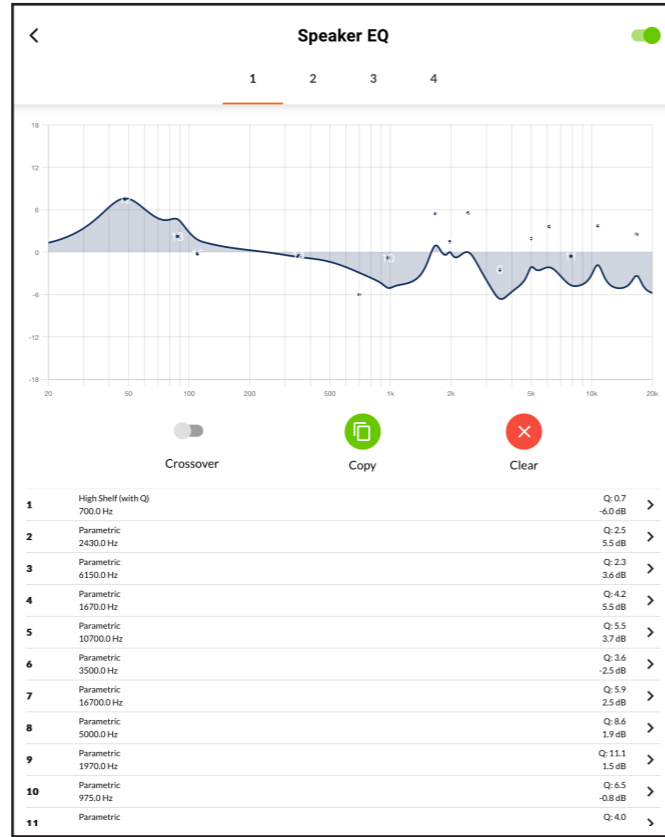 Speaker EQ
1 2 3 4
18
12
6
0
-6
-12
-18
20 50 100 200 500 1k 2k 5k 10k 20k
Crossover Copy Clear
1 High Shelf (with Q) Q: 0.7
700.0 Hz -6.0 dB
2 Parametric Q: 2.5
2430.0 Hz 5.5 dB
3 Parametric Q: 2.3
6150.0 Hz 3.6 dB
4 Parametric Q: 4.2
1670.0 Hz 5.5 dB
5 Parametric Q: 5.5
10700.0 Hz 3.7 dB
6 Parametric Q: 3.6
3500.0 Hz -2.5 dB
7 Parametric Q: 5.9
16700.0 Hz 2.5 dB
8 Parametric Q: 8.6
5000.0 Hz 1.9 dB
9 Parametric Q: 11.1
1970.0 Hz 1.5 dB
10 Parametric Q: 6.5
975.0 Hz -0.8 dB
11 Parametric Q: 4.0